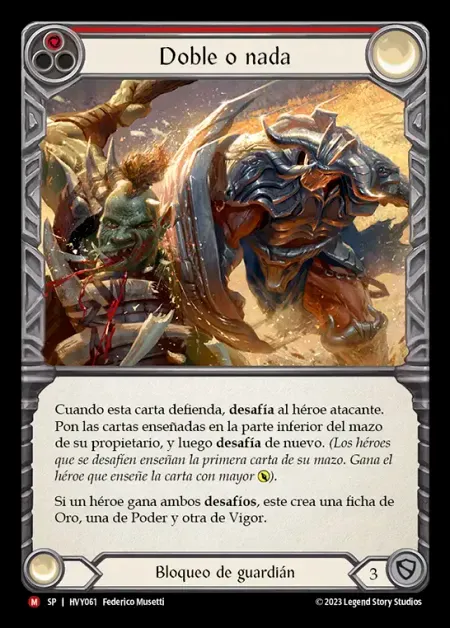 Doble o nada
Cuando esta carta defienda, desafía al héroe atacante.
Pon las cartas enseñadas en la parte inferior del mazo
de su propietario, y luego desafía de nuevo. (Los héroes
que se desafíen enseñan la primera carta de su mazo. Gana el
héroe que enseñe la carta con mayor ).
Si un héroe gana ambos desafíos, este crea una ficha de
Oro, una de Poder y otra de Vigor.
Bloqueo de guardián
3
M SP | HVY061 Federico Musetti © 2023 Legend Story Studios